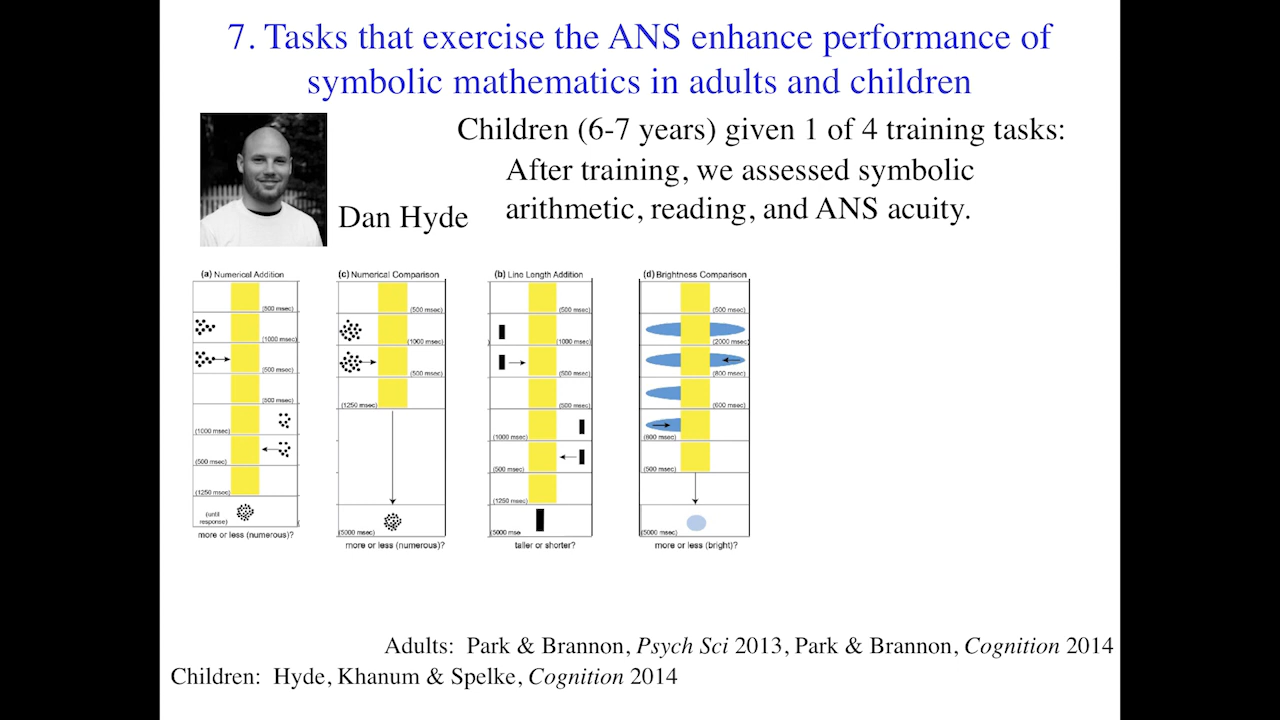 7. Tasks that exercise the ANS enhance performance of
symbolic mathematics in adults and children
Children (6-7 years) given 1 of 4 training tasks:
After training, we assessed symbolic
arithmetic, reading, and ANS acuity.
Dan Hyde
(a) Numerical Addition
(500 msec)
(1000 msec)
(500 msec)
(500 msec)
(1000 msec)
(500 msec)
(1250 msec)
(until
response)
more or less (numerous)?
(c) Numerical Comparison
(500 msec)
(1000 msec)
(500 msec)
(1250 msec)
(5000 msec)
more or less (numerous)?
(b) Line Length Addition
(500 msec)
(1000 msec)
(500 msec)
(500 msec)
(1000 msec)
(500 msec)
(1250 msec)
(5000 mse
taller or shorter?
(d) Brightness Comparison
(500 msec)
(2000 msec)
(800 msec)
(600 msec)
(800 msec)
(500 msec)
(5000 msec)
more or less (bright)?
Adults: Park & Brannon, Psych Sci 2013, Park & Brannon, Cognition 2014
Children: Hyde, Khanum & Spelke, Cognition 2014